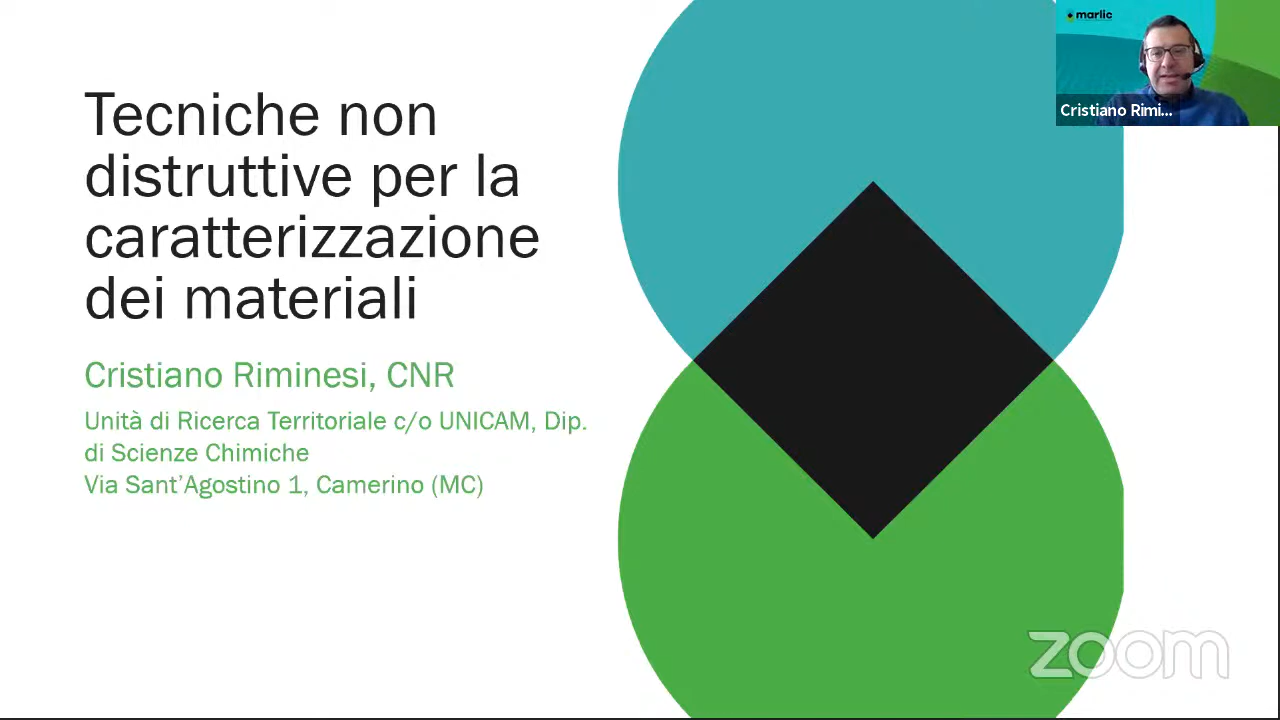 marlic
Cristiano Rimi...
Tecniche non
distruttive per la
caratterizzazione
dei materiali
Cristiano Riminesi, CNR
Unità di Ricerca Territoriale c/o UNICAM, Dip.
di Scienze Chimiche
Via Sant’Agostino 1, Camerino (MC)
zoom